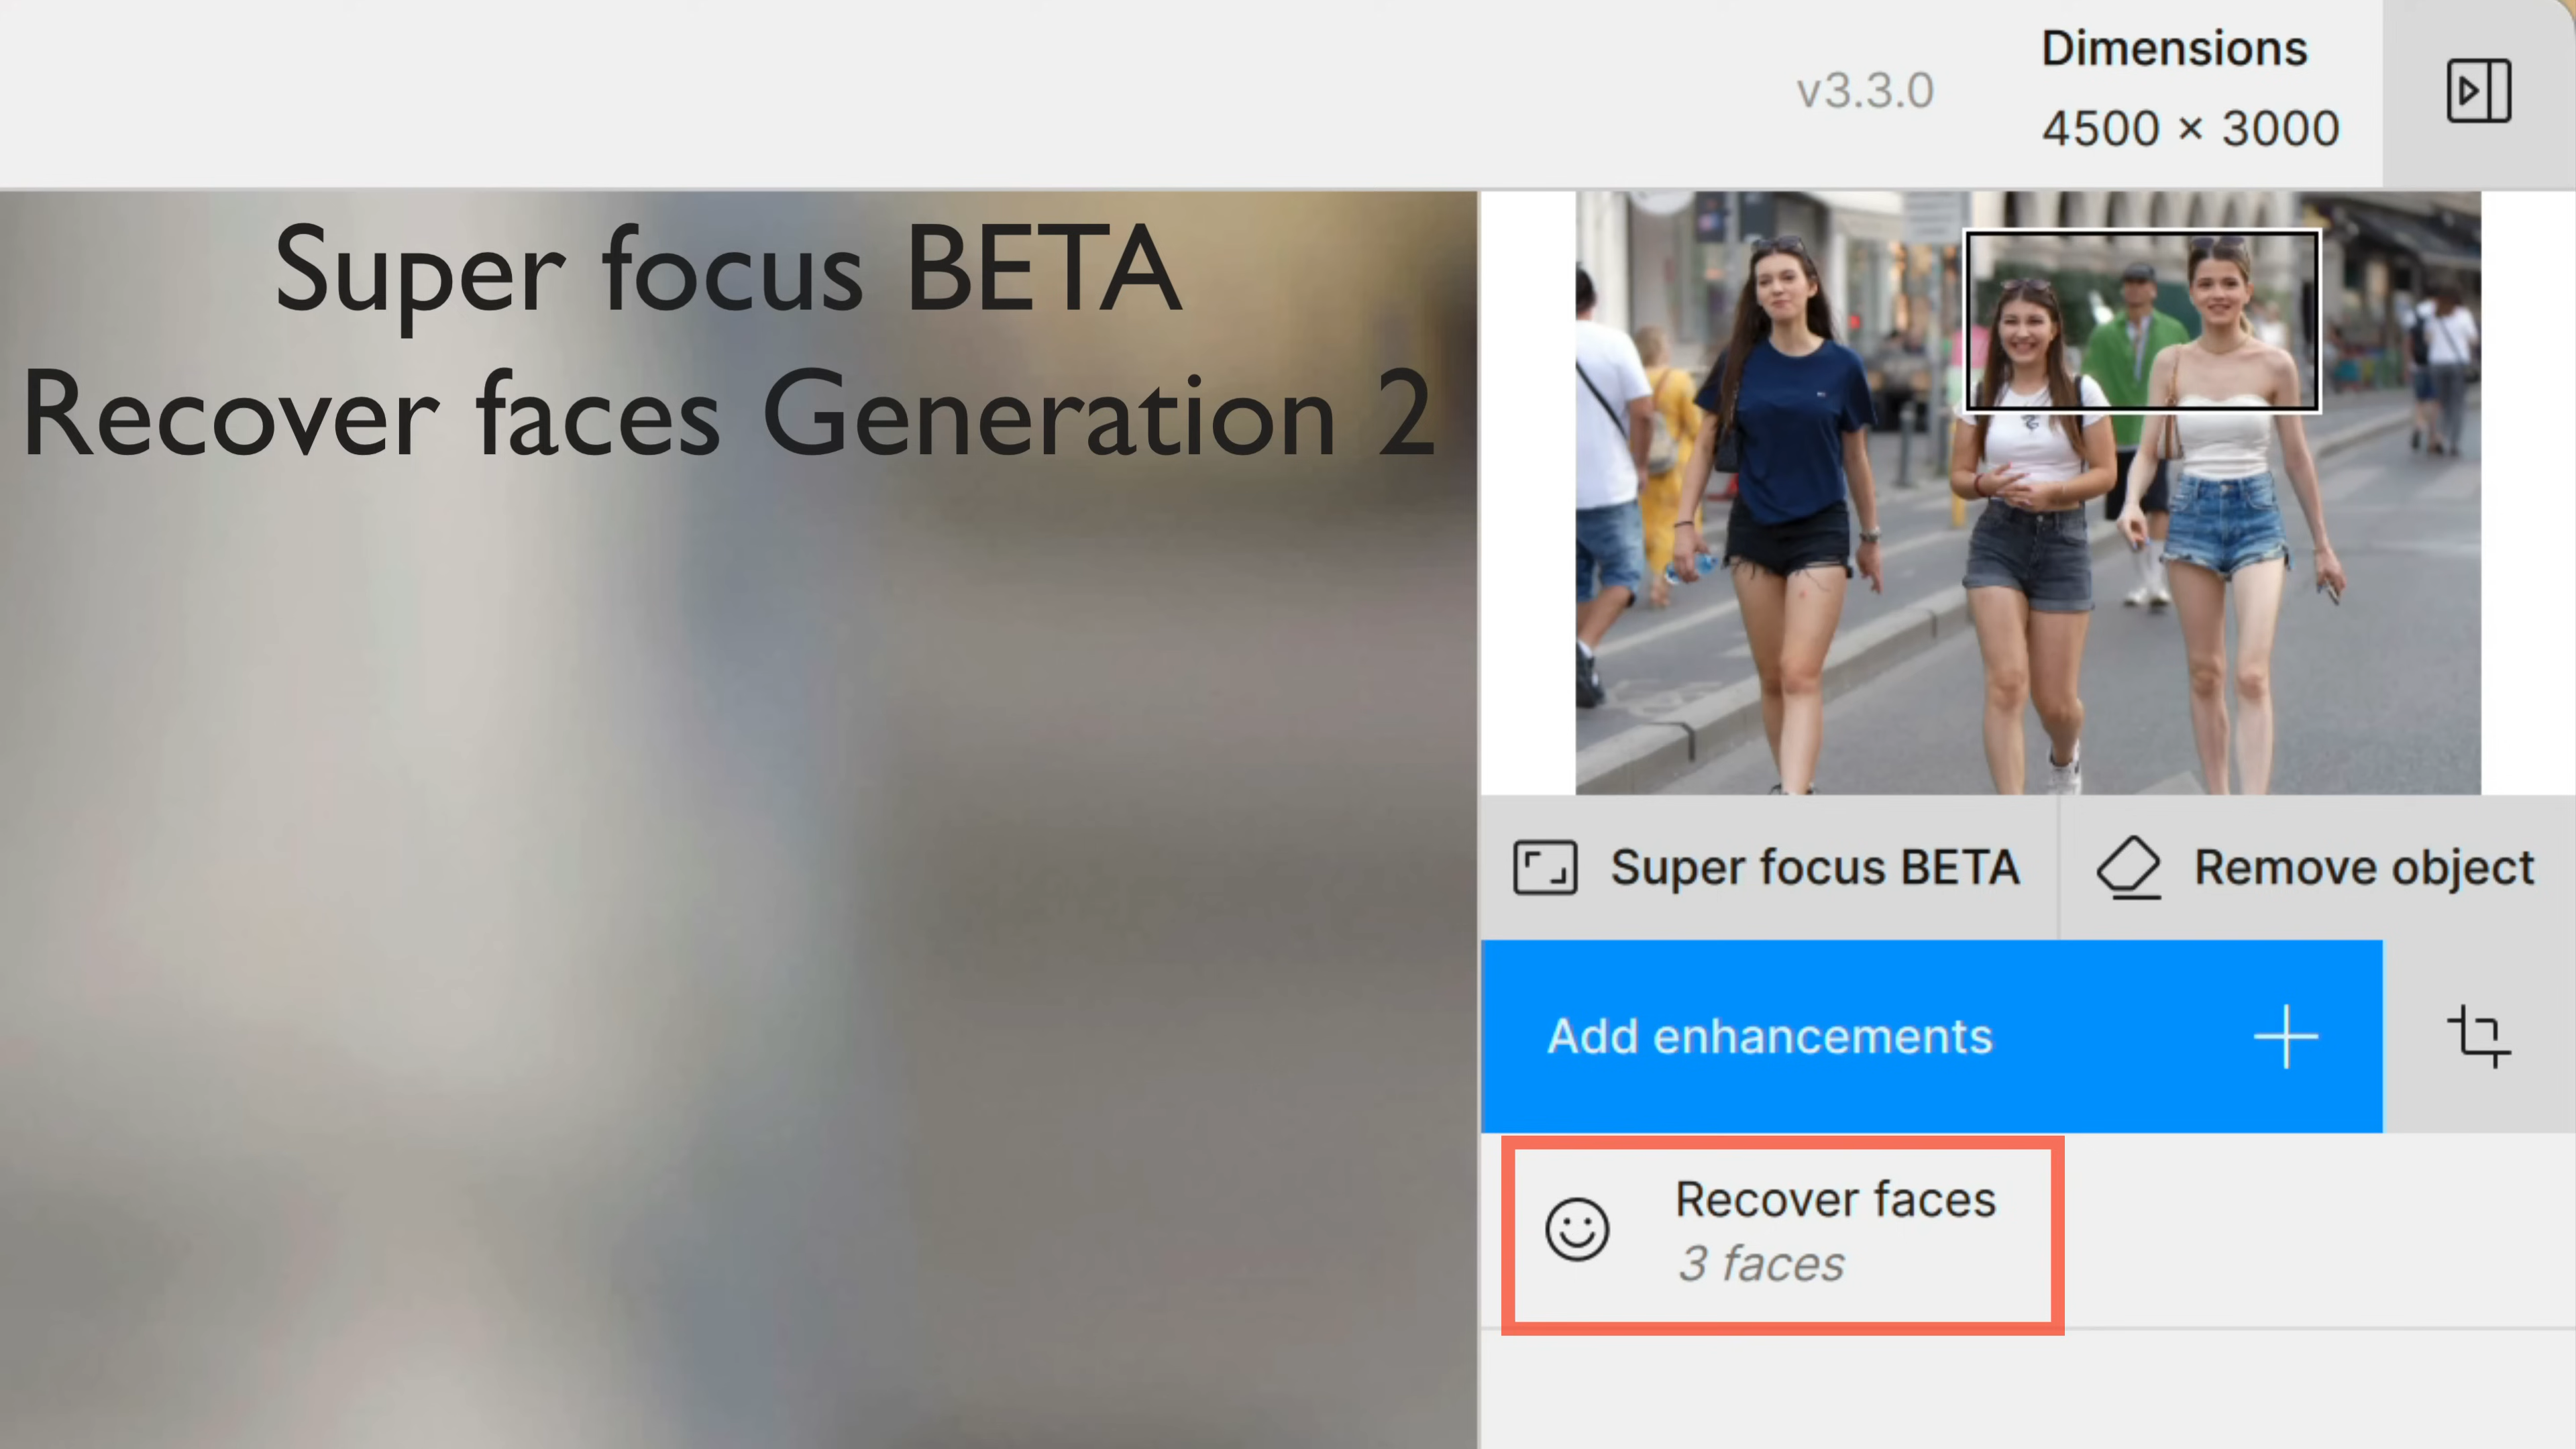 Dimensions
v3.3.0
4500 × 3000
Super focus BETA
Recover faces Generation 2
Super focus BETA
Remove object
Add enhancements
Recover faces
3 faces